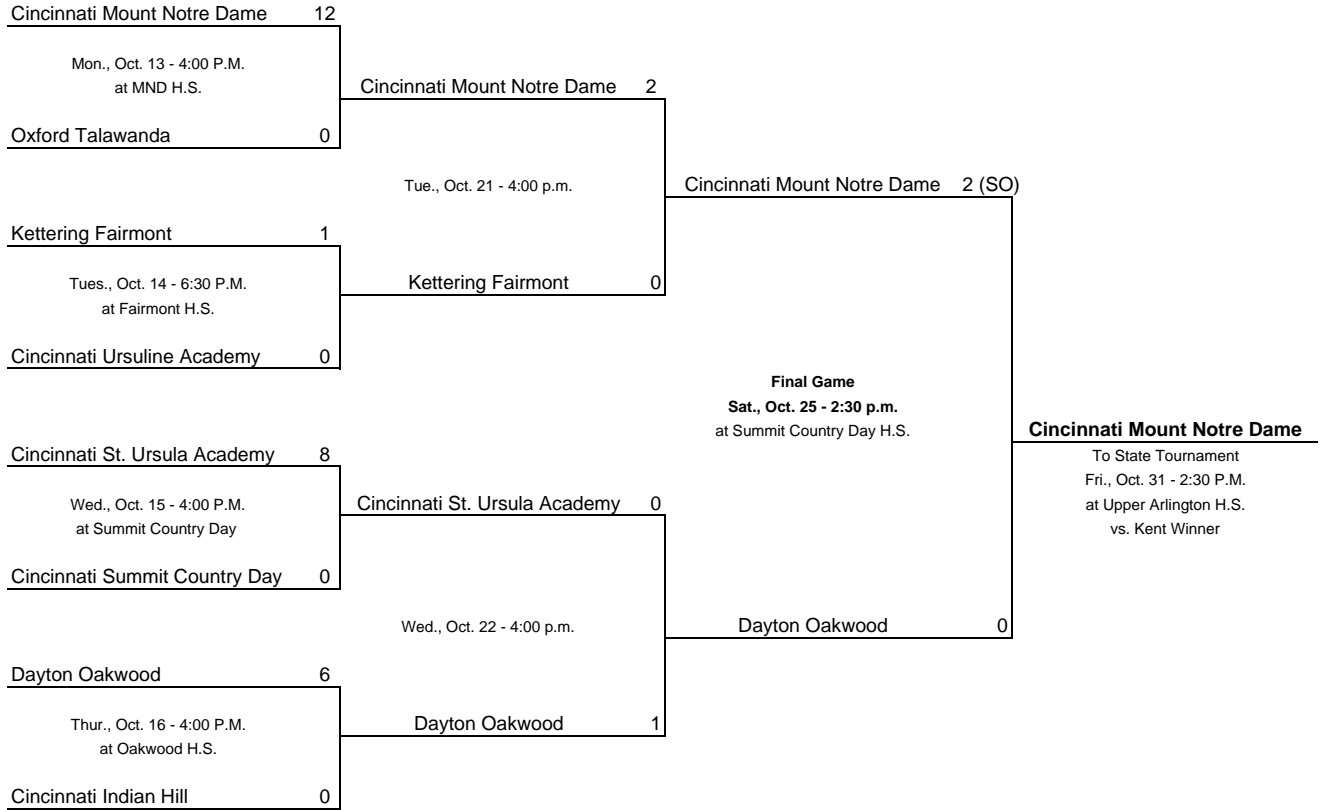 Cincinnati Mount Notre Dame 12
Mon., Oct. 13 - 4:00 P.M.
at MND H.S.
Oxford Talawanda 0
Cincinnati Mount Notre Dame 2
Tue., Oct. 21 - 4:00 p.m.
Kettering Fairmont 1
Tues., Oct. 14 - 6:30 P.M.
at Fairmont H.S.
Cincinnati Ursuline Academy 0
Kettering Fairmont 0
Cincinnati Mount Notre Dame 2 (SO)
Final Game
Sat., Oct. 25 - 2:30 p.m.
at Summit Country Day H.S.
Cincinnati St. Ursula Academy 8
Wed., Oct. 15 - 4:00 P.M.
at Summit Country Day
Cincinnati Summit Country Day 0
Cincinnati St. Ursula Academy 0
Wed., Oct. 22 - 4:00 p.m.
Dayton Oakwood 6
Thur., Oct. 16 - 4:00 P.M.
at Oakwood H.S.
Cincinnati Indian Hill 0
Dayton Oakwood 1
Dayton Oakwood 0
Cincinnati Mount Notre Dame
To State Tournament
Fri., Oct. 31 - 2:30 P.M.
at Upper Arlington H.S.
vs. Kent Winner